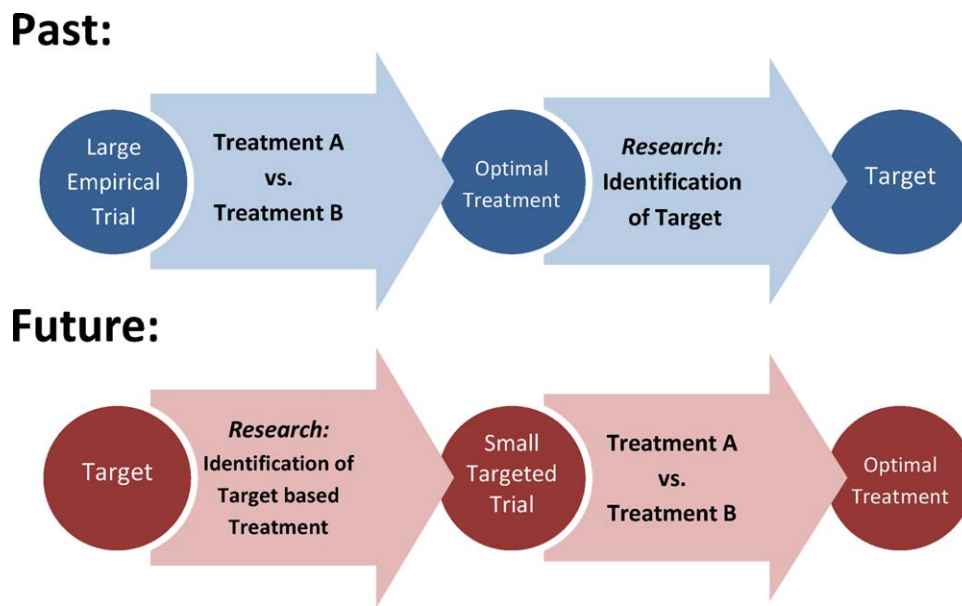 Past:
Large
Empirical
Trial
Treatment A
vs.
Treatment B
Optimal
Treatment
Research:
Identification
of Target
Target
Future:
Target
Research:
Identification of
Target based
Treatment
Small
Targeted
Trial
Treatment A
vs.
Treatment B
Optimal
Treatment